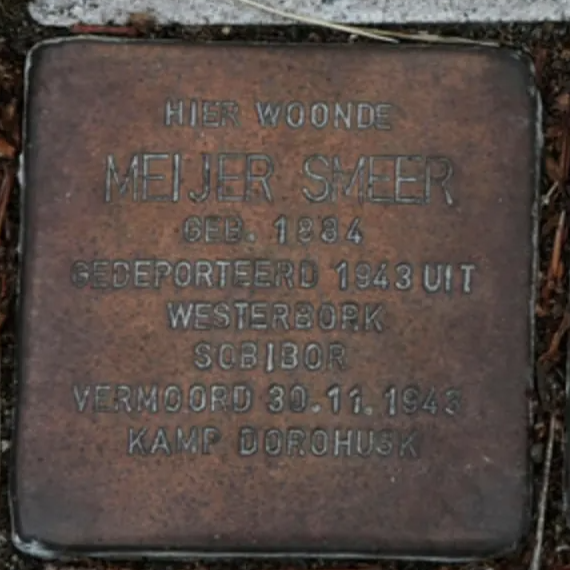 HIER WOONDE
MEIJER SMEER
GEB. 1884
GEDEPORTEERD 1943 UIT
WESTERBORK
SOBIBOR
VERMOORD 30.11.1943
KAMP DOROHUSK